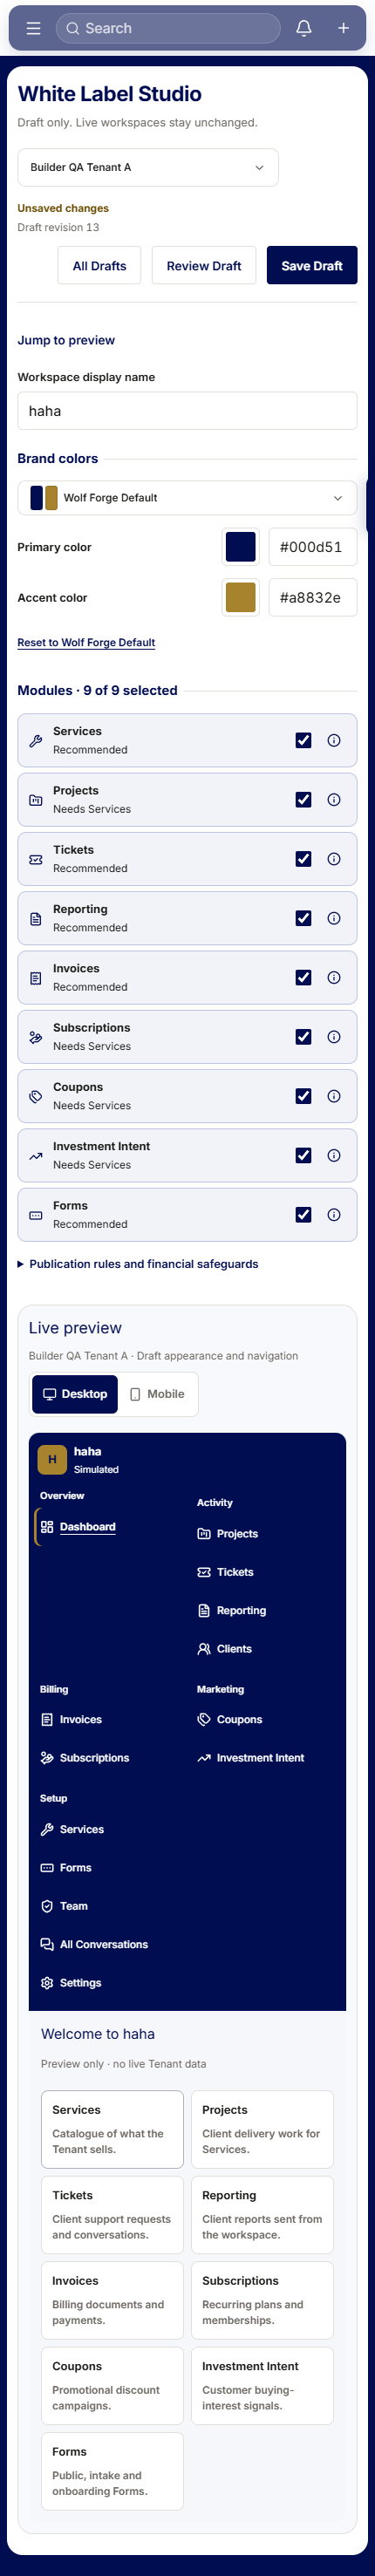 Search
White Label Studio
Draft only. Live workspaces stay unchanged.
Builder QA Tenant A
Unsaved changes
Draft revision 13
All Drafts
Review Draft
Save Draft
Jump to preview
Workspace display name
haha
Brand colors
Wolf Forge Default
Primary color
#000d51
Accent color
#a8832e
Reset to Wolf Forge Default
Modules · 9 of 9 selected
Services
Recommended
Projects
Needs Services
Tickets
Recommended
Reporting
Recommended
Invoices
Recommended
Subscriptions
Needs Services
Coupons
Needs Services
Investment Intent
Needs Services
Forms
Recommended
Publication rules and financial safeguards
Live preview
Builder QA Tenant A · Draft appearance and navigation
Desktop
Mobile
H
haha
Simulated
Overview
Dashboard
Activity
Projects
Tickets
Reporting
Clients
Billing
Invoices
Subscriptions
Marketing
Coupons
Investment Intent
Setup
Services
Forms
Team
All Conversations
Settings
Welcome to haha
Preview only · no live Tenant data
Services
Catalogue of what the
Tenant sells.
Projects
Client delivery work for
Services.
Tickets
Client support requests
and conversations.
Reporting
Client reports sent from
the workspace.
Invoices
Billing documents and
payments.
Subscriptions
Recurring plans and
memberships.
Coupons
Promotional discount
campaigns.
Investment Intent
Customer buying-
interest signals.
Forms
Public, intake and
onboarding Forms.